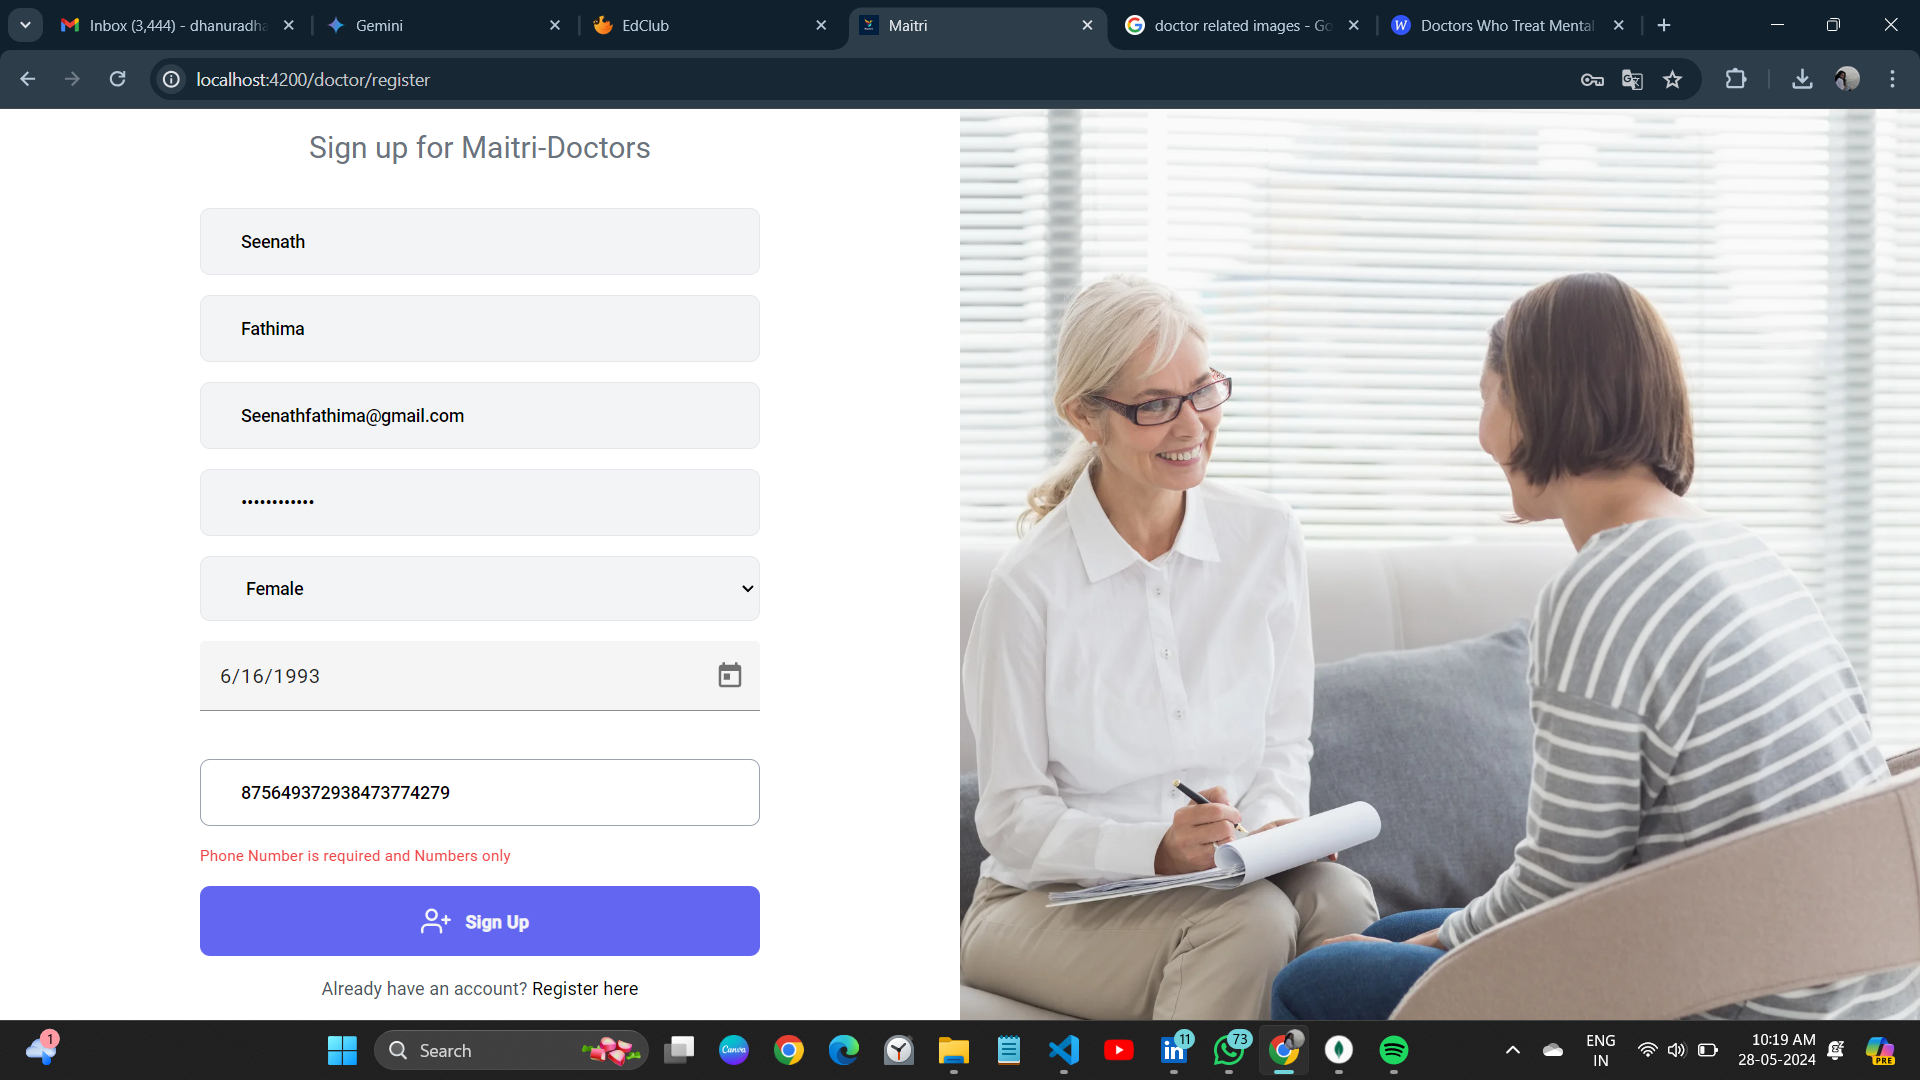 Inbox (3,444) - dhanuradha
Gemini
EdClub
Maitri
doctor related images - Go
W
Doctors Who Treat Mental
localhost:4200/doctor/register
Sign up for Maitri-Doctors
Seenath
Fathima
Seenathfathima@gmail.com
••••••••••••
Female
6/16/1993
875649372938473774279
Phone Number is required and Numbers only
Sign Up
Already have an account? Register here
1
Search
Canva
11
73
ENG
IN
10:19 AM
28-05-2024
PRE